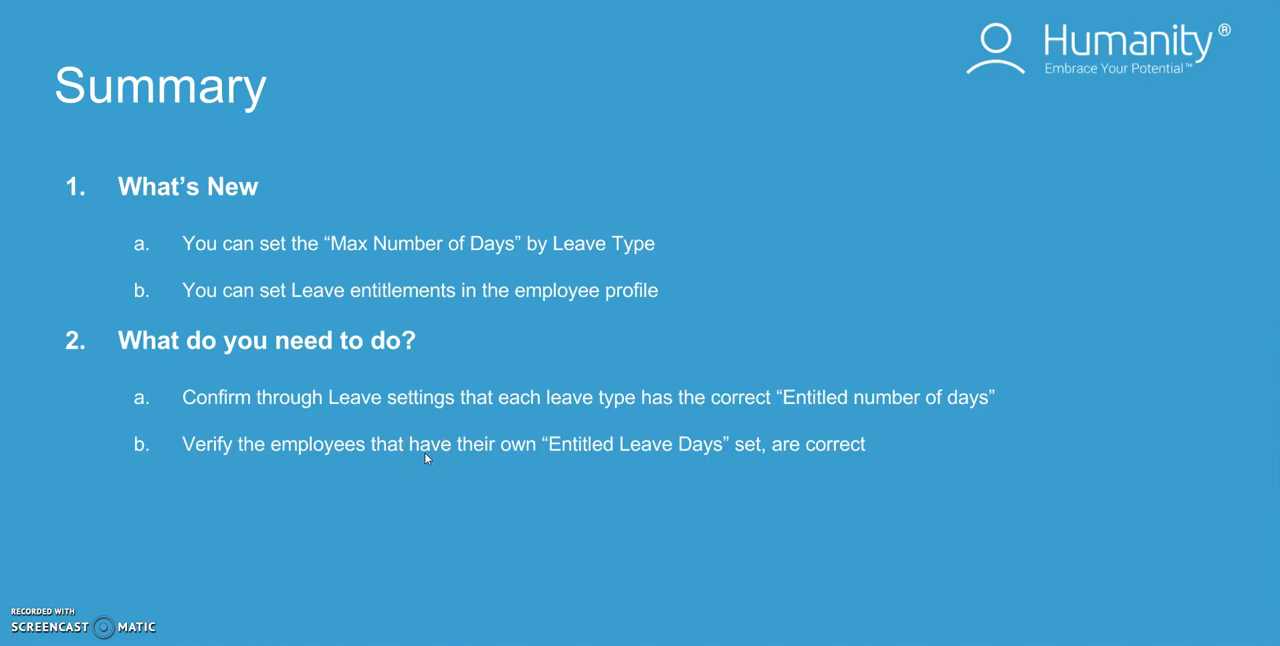 Humanity®
Embrace Your Potential™
Summary
1. What’s New
a. You can set the “Max Number of Days” by Leave Type
b. You can set Leave entitlements in the employee profile
2. What do you need to do?
a. Confirm through Leave settings that each leave type has the correct “Entitled number of days”
b. Verify the employees that have their own “Entitled Leave Days” set, are correct
RECORDED WITH
SCREENCAST MATIC